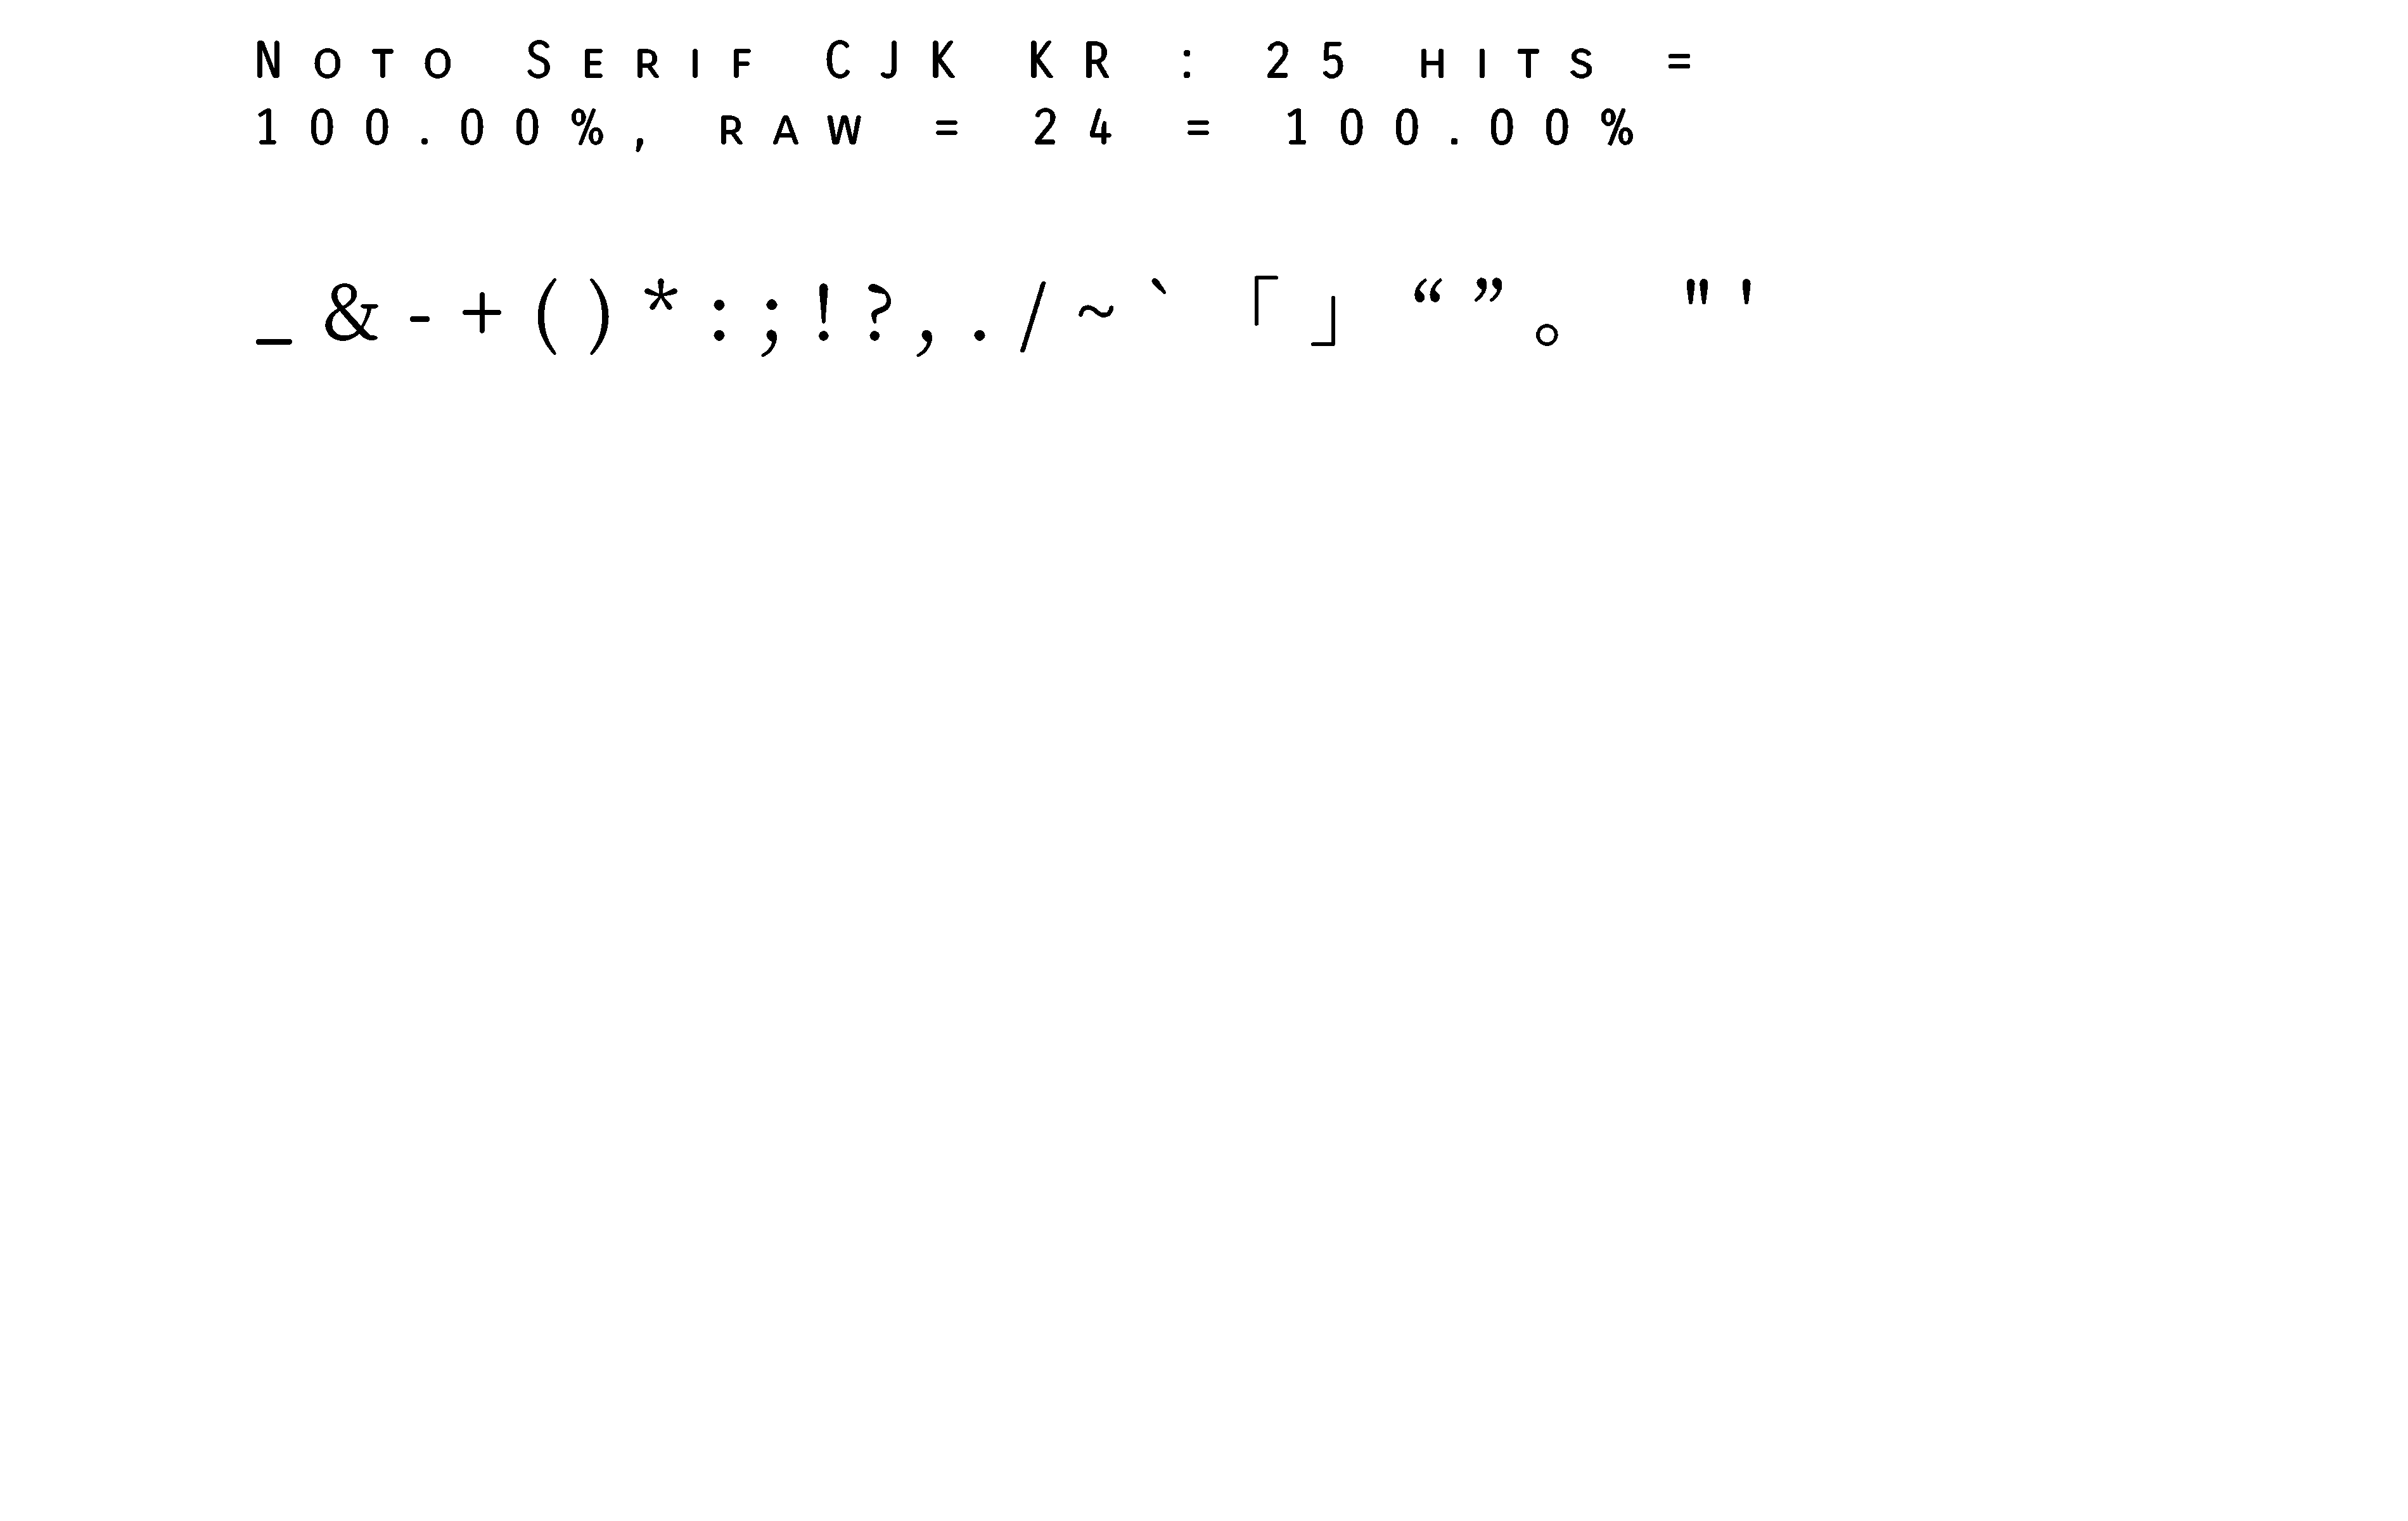 Noto Serif CJK KR : 25 hits =
100.00%, raw = 24 = 100.00%
_&-+()*:;!?,./~`「」“”。 "'